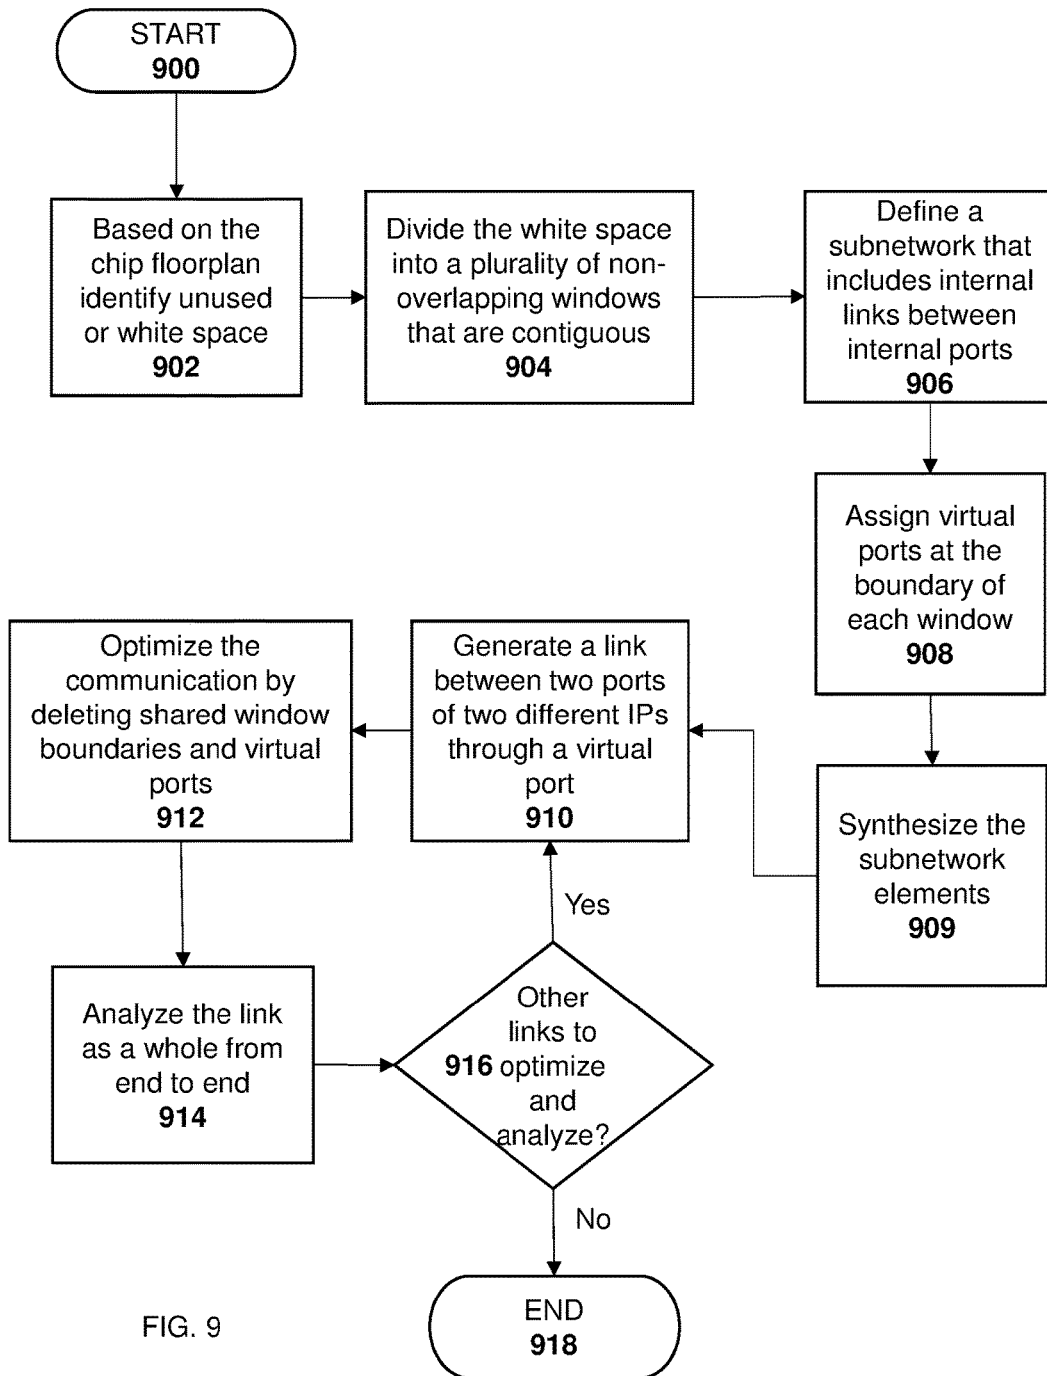 START
900
Based on the
chip floorplan
identify unused
or white space
902
Divide the white space
into a plurality of non-
overlapping windows
that are contiguous
904
Define a
subnetwork that
includes internal
links between
internal ports
906
Assign virtual
ports at the
boundary of
each window
908
Synthesize the
subnetwork
elements
909
Generate a link
between two ports
of two different IPs
through a virtual
port
910
Optimize the
communication by
deleting shared window
boundaries and virtual
ports
912
Analyze the link
as a whole from
end to end
914
Other
links to
916 optimize
and
analyze?
Yes
No
END
918
FIG. 9